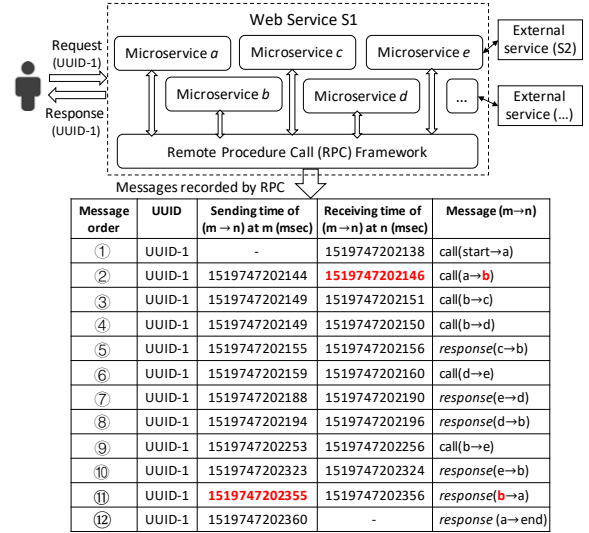 Web Service S1
Request
(UUID-1)
Response
(UUID-1)
Microservice a
Microservice c
Microservice e
Microservice b
Microservice d
...
External
service (S2)
External
service (...)
Remote Procedure Call (RPC) Framework
Messages recorded by RPC
Message order UUID Sending time of (m → n) at m (msec) Receiving time of (m → n) at n (msec) Message (m→n)
① UUID-1 - 1519747202138 call(start→a)
② UUID-1 1519747202144 1519747202146 call(a→b)
③ UUID-1 1519747202149 1519747202151 call(b→c)
④ UUID-1 1519747202149 1519747202150 call(b→d)
⑤ UUID-1 1519747202155 1519747202156 response(c→b)
⑥ UUID-1 1519747202159 1519747202160 call(d→e)
⑦ UUID-1 1519747202188 1519747202190 response(e→d)
⑧ UUID-1 1519747202194 1519747202196 response(d→b)
⑨ UUID-1 1519747202253 1519747202256 call(b→e)
⑩ UUID-1 1519747202323 1519747202324 response(e→b)
⑪ UUID-1 1519747202355 1519747202356 response(b→a)
⑫ UUID-1 1519747202360 - response (a→end)